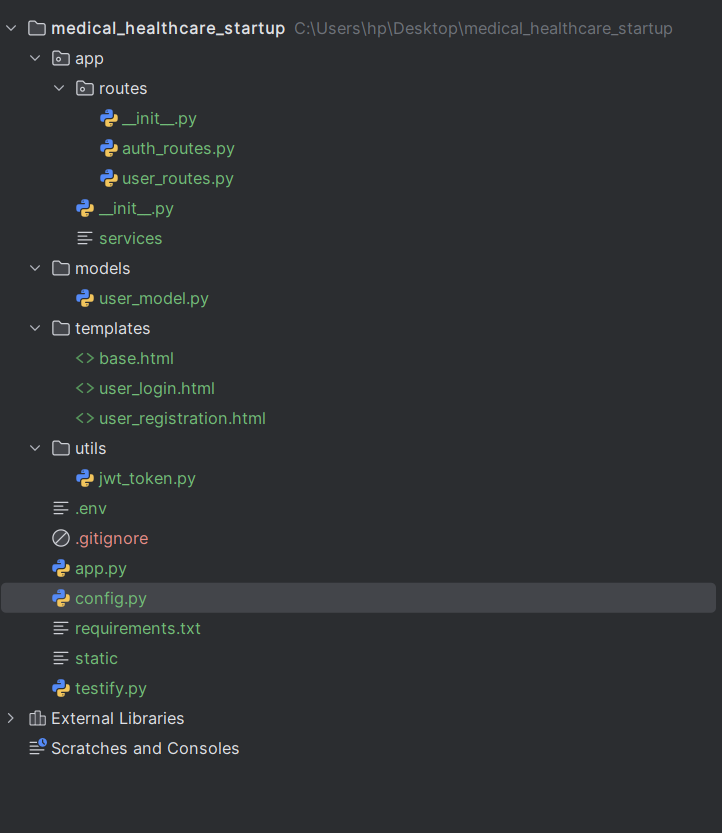 medical_healthcare_startup C:\Users\hp\Desktop\medical_healthcare_startup
app
routes
__init__.py
auth_routes.py
user_routes.py
__init__.py
services
models
user_model.py
templates
base.html
user_login.html
user_registration.html
utils
jwt_token.py
.env
.gitignore
app.py
config.py
requirements.txt
static
testify.py
External Libraries
Scratches and Consoles